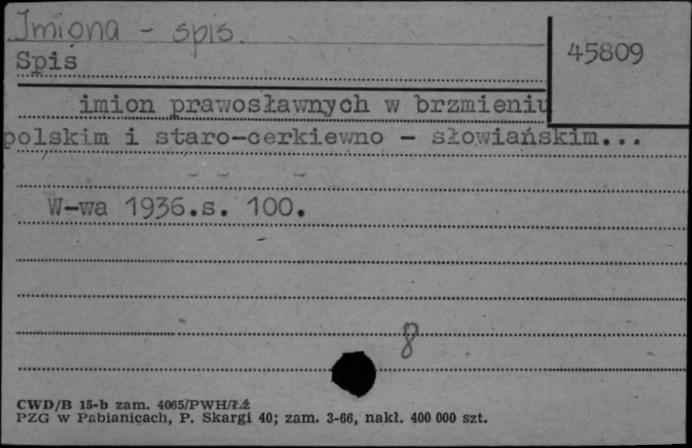 Imiona - spis.
45809
Spis
imion prawosławnych w brzmieniu
polskim i staro-cerkiewno - słowiańskim...
W-wa 1936.s. 100.
8
CWD/B 15-b zam. 4065/PWH/Łź
PZG w Pabianicach, P. Skargi 40; zam. 3-66, nakł. 400 000 szt.